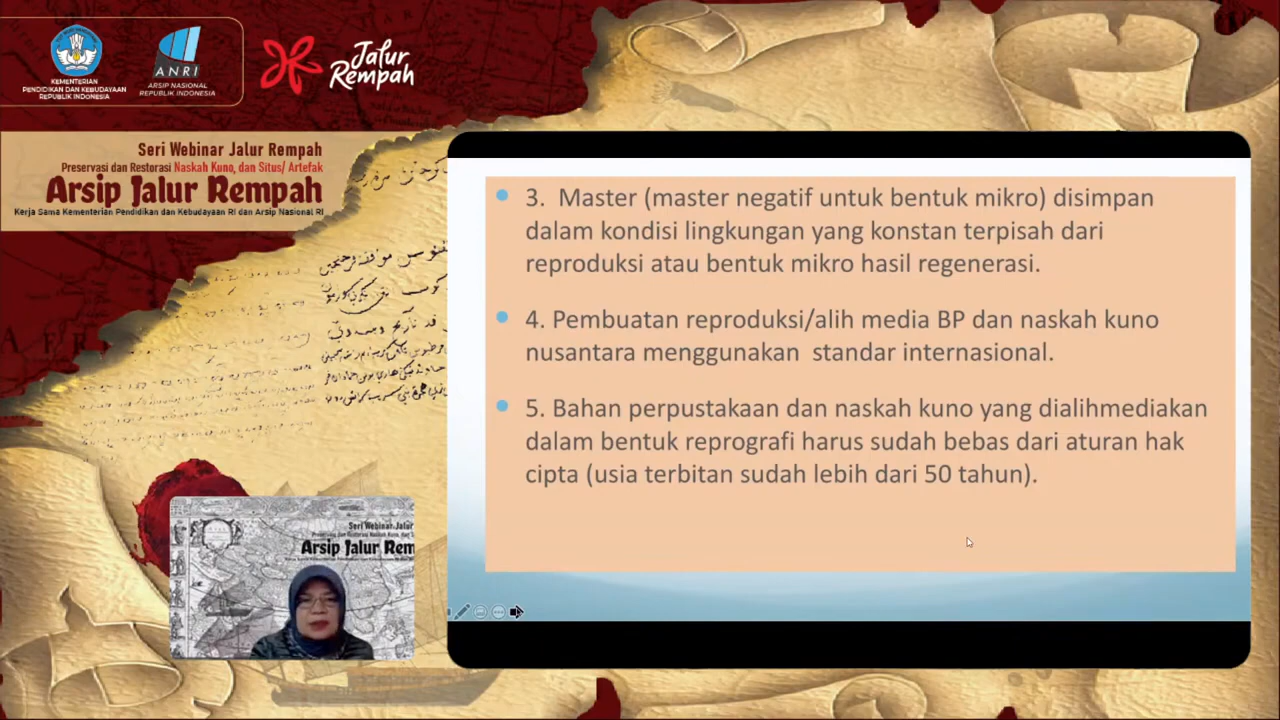 KEMENTERIAN
PENDIDIKAN DAN KEBUDAYAAN
REPUBLIK INDONESIA
ANRI
ARSIP NASIONAL
REPUBLIK INDONESIA
Jalur
Rempah
Seri Webinar Jalur Rempah
Preservasi dan Restorasi Naskah Kuno, dan Situs/ Artefak
Arsip Jalur Rempah
Kerja Sama Kementerian Pendidikan dan Kebudayaan RI dan Arsip Nasional RI
3. Master (master negatif untuk bentuk mikro) disimpan
dalam kondisi lingkungan yang konstan terpisah dari
reproduksi atau bentuk mikro hasil regenerasi.
4. Pembuatan reproduksi/alih media BP dan naskah kuno
nusantara menggunakan standar internasional.
5. Bahan perpustakaan dan naskah kuno yang dialihmediakan
dalam bentuk reprografi harus sudah bebas dari aturan hak
cipta (usia terbitan sudah lebih dari 50 tahun).
Seri Webinar Jalur
Arsip Jalur Rem